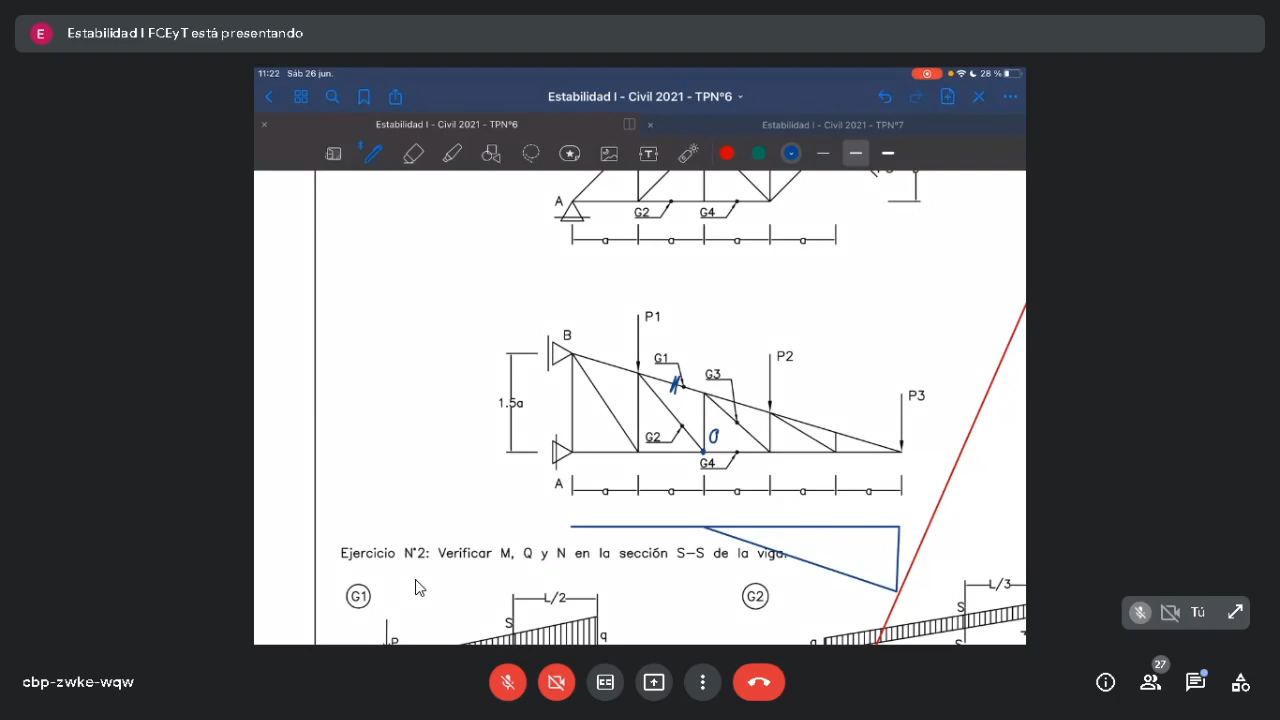 E Estabilidad I FCEyT está presentando
11:22 Sáb 26 jun. 28 %
Estabilidad I - Civil 2021 - TPN°6
Estabilidad I - Civil 2021 - TPN°6 Estabilidad I - Civil 2021 - TPN°7
A G2 G4
a a a a
P1
B
G1 P2
G3
1.5a P3
G2 O
G4
A
a a a a a
Ejercicio N°2: Verificar M, Q y N en la sección S-S de la viga.
G1 L/2 G2 L/3
S S
P q q
Tú
cbp-zwke-wqw 27